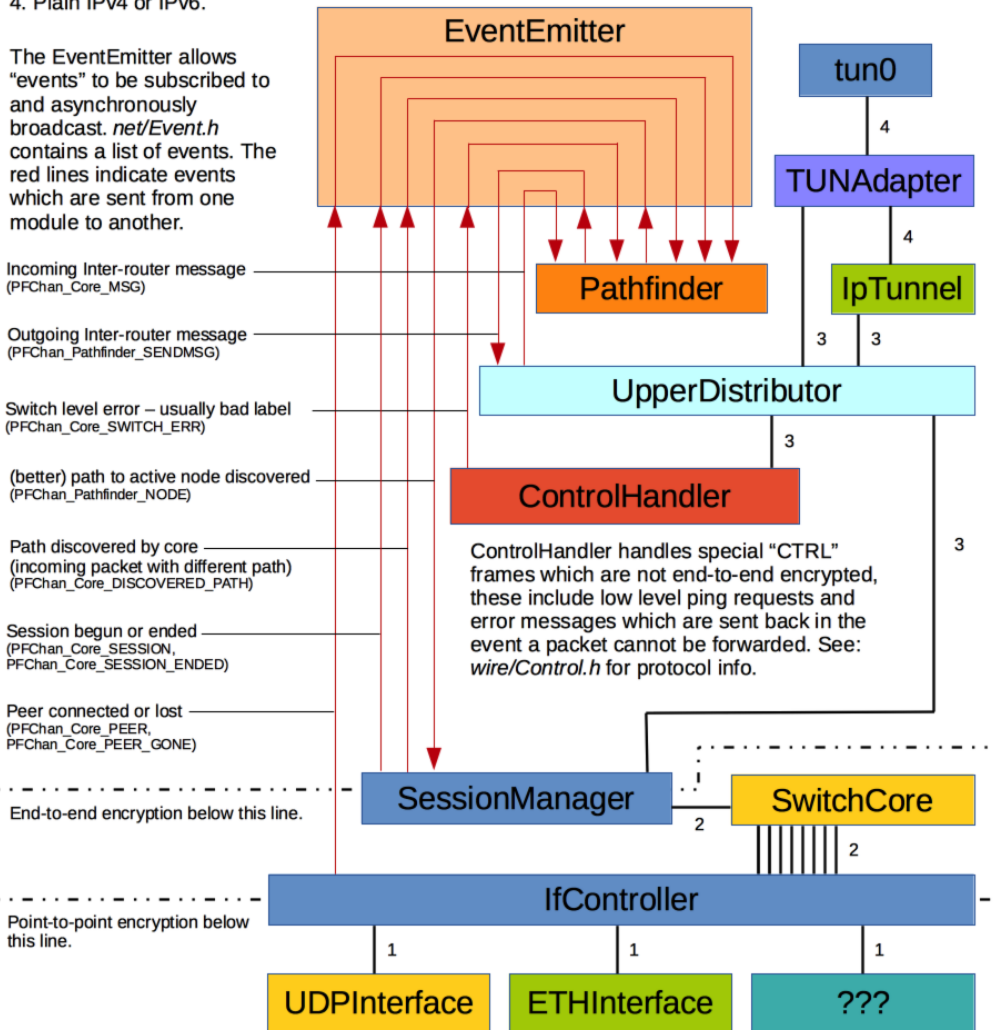 4. Plain IPv4 or IPv6.
The EventEmitter allows
“events” to be subscribed to
and asynchronously
broadcast. net/Event.h
contains a list of events. The
red lines indicate events
which are sent from one
module to another.
EventEmitter
tun0
4
TUNAdapter
4
Incoming Inter-router message
(PFChan_Core_MSG)
Pathfinder
IpTunnel
Outgoing Inter-router message
(PFChan_Pathfinder_SENDMSG)
3
3
UpperDistributor
Switch level error – usually bad label
(PFChan_Core_SWITCH_ERR)
3
(better) path to active node discovered
(PFChan_Pathfinder_NODE)
ControlHandler
Path discovered by core
(incoming packet with different path)
(PFChan_Core_DISCOVERED_PATH)
3
ControlHandler handles special “CTRL”
frames which are not end-to-end encrypted,
these include low level ping requests and
error messages which are sent back in the
event a packet cannot be forwarded. See:
wire/Control.h for protocol info.
Session begun or ended
(PFChan_Core_SESSION,
PFChan_Core_SESSION_ENDED)
Peer connected or lost
(PFChan_Core_PEER,
PFChan_Core_PEER_GONE)
SessionManager
SwitchCore
End-to-end encryption below this line.
2
2
IfController
Point-to-point encryption below
this line.
1
1
1
UDPInterface
ETHInterface
???